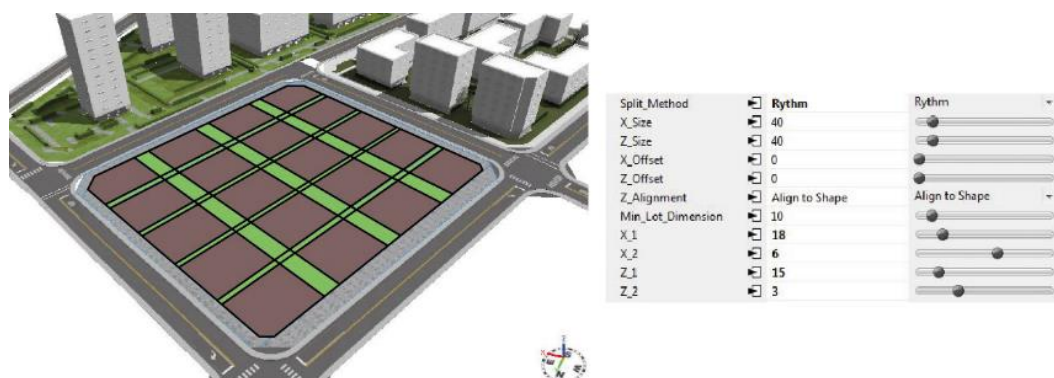 Split_Method Rythm Rythm
X_Size 40
Z_Size 40
X_Offset 0
Z_Offset 0
Z_Alignment Align to Shape Align to Shape
Min_Lot_Dimension 10
X_1 18
X_2 6
Z_1 15
Z_2 3